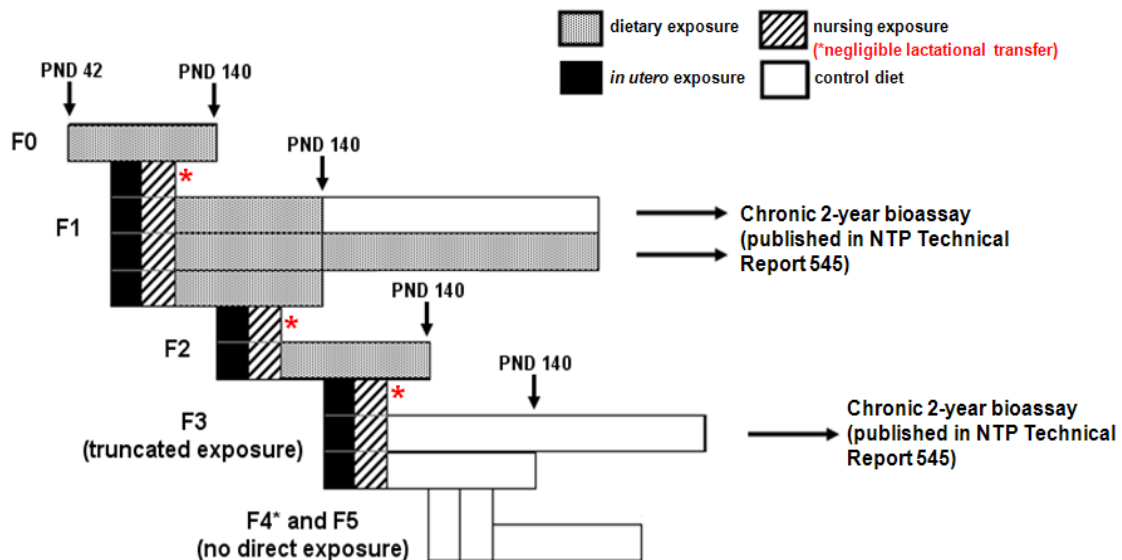 dietary exposure
nursing exposure
(*negligible lactational transfer)
in utero exposure
control diet
PND 42
PND 140
F0
PND 140
*
F1
Chronic 2-year bioassay
(published in NTP Technical
Report 545)
PND 140
*
F2
PND 140
*
F3
(truncated exposure)
Chronic 2-year bioassay
(published in NTP Technical
Report 545)
F4* and F5
(no direct exposure)